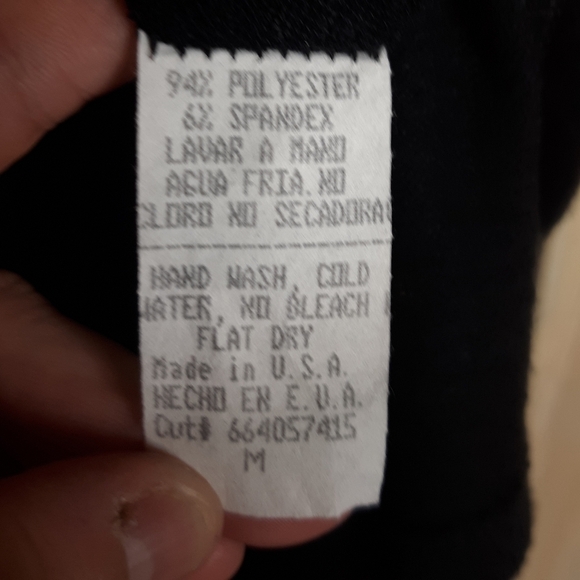 94% POLYESTER
6% SPANDEX
LAVAR A MANO
AGUA FRIA.NO
CLORO NO SECADORA
HAND WASH, COLD
WATER, NO BLEACH
FLAT DRY
Made in U.S.A.
HECHO EN E.U.A.
Cut# 664057415
M